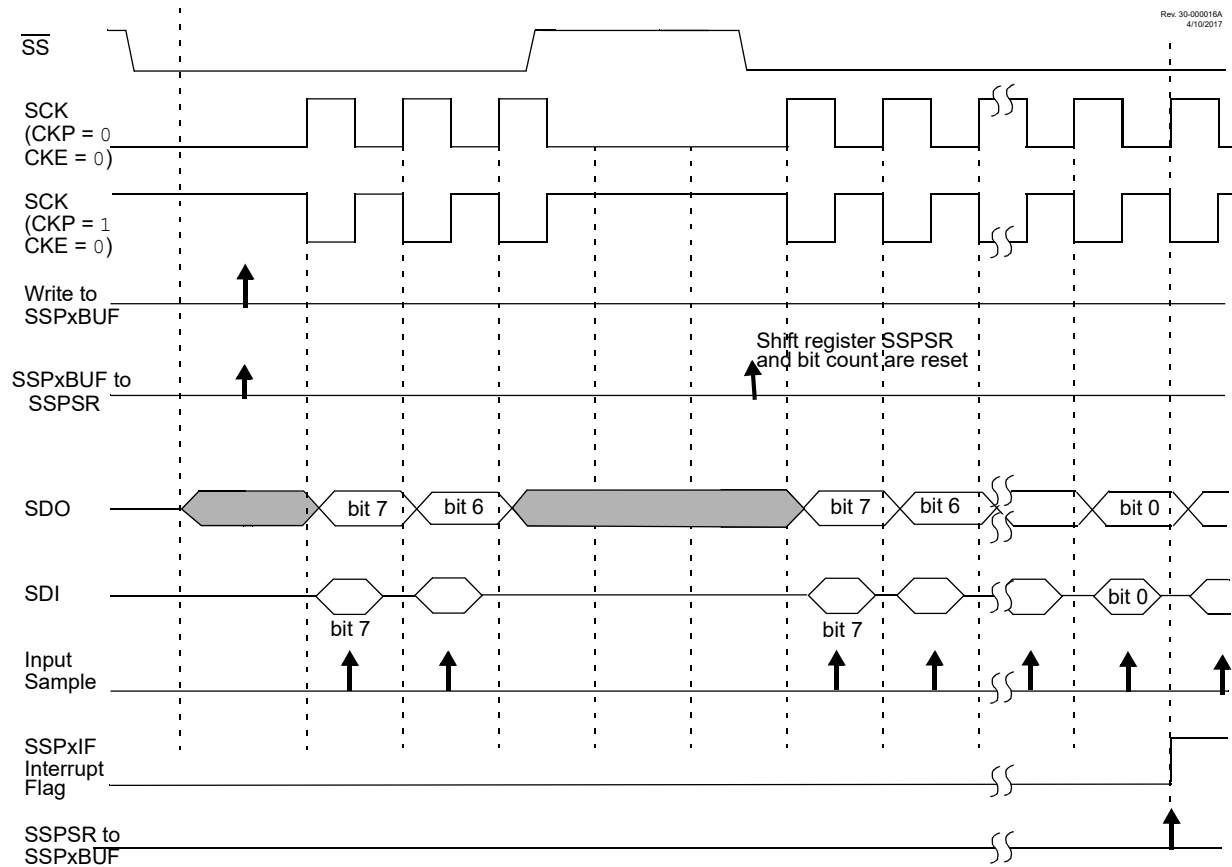 Rev. 30-000016A
4/10/2017
SS
SCK
(CKP = 0
CKE = 0)
SCK
(CKP = 1
CKE = 0)
Write to
SSPxBUF
Shift register SSPSR
and bit count are reset
SSPxBUF to
SSPSR
SDO
bit 7
bit 6
bit 7
bit 6
bit 0
SDI
bit 0
bit 7
bit 7
Input
Sample
SSPxIF
Interrupt
Flag
SSPSR to
SSPxBUF